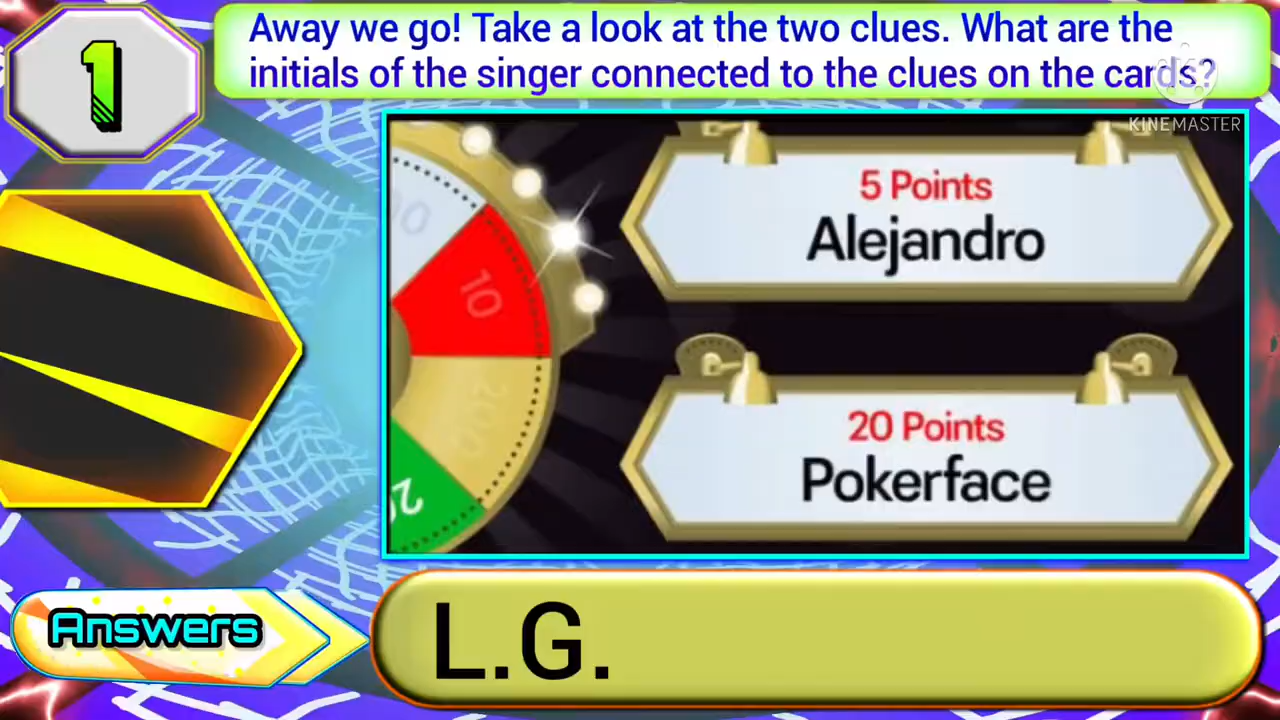 1
Away we go! Take a look at the two clues. What are the
initials of the singer connected to the clues on the cards?
KINEMASTER
5 Points
Alejandro
10
200
20 Points
Pokerface
Answers
L.G.